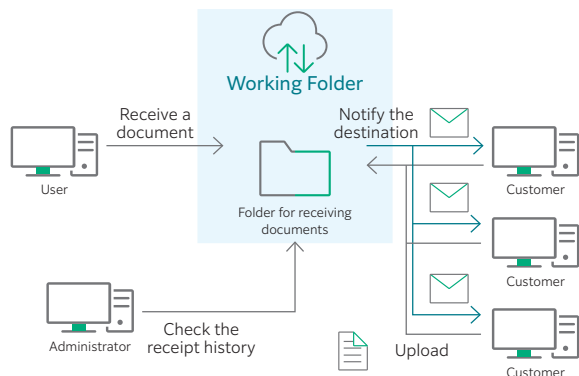 Working Folder
Receive a
document
Notify the
destination
User
Folder for receiving
documents
Customer
Customer
Administrator
Check the
receipt history
Upload
Customer